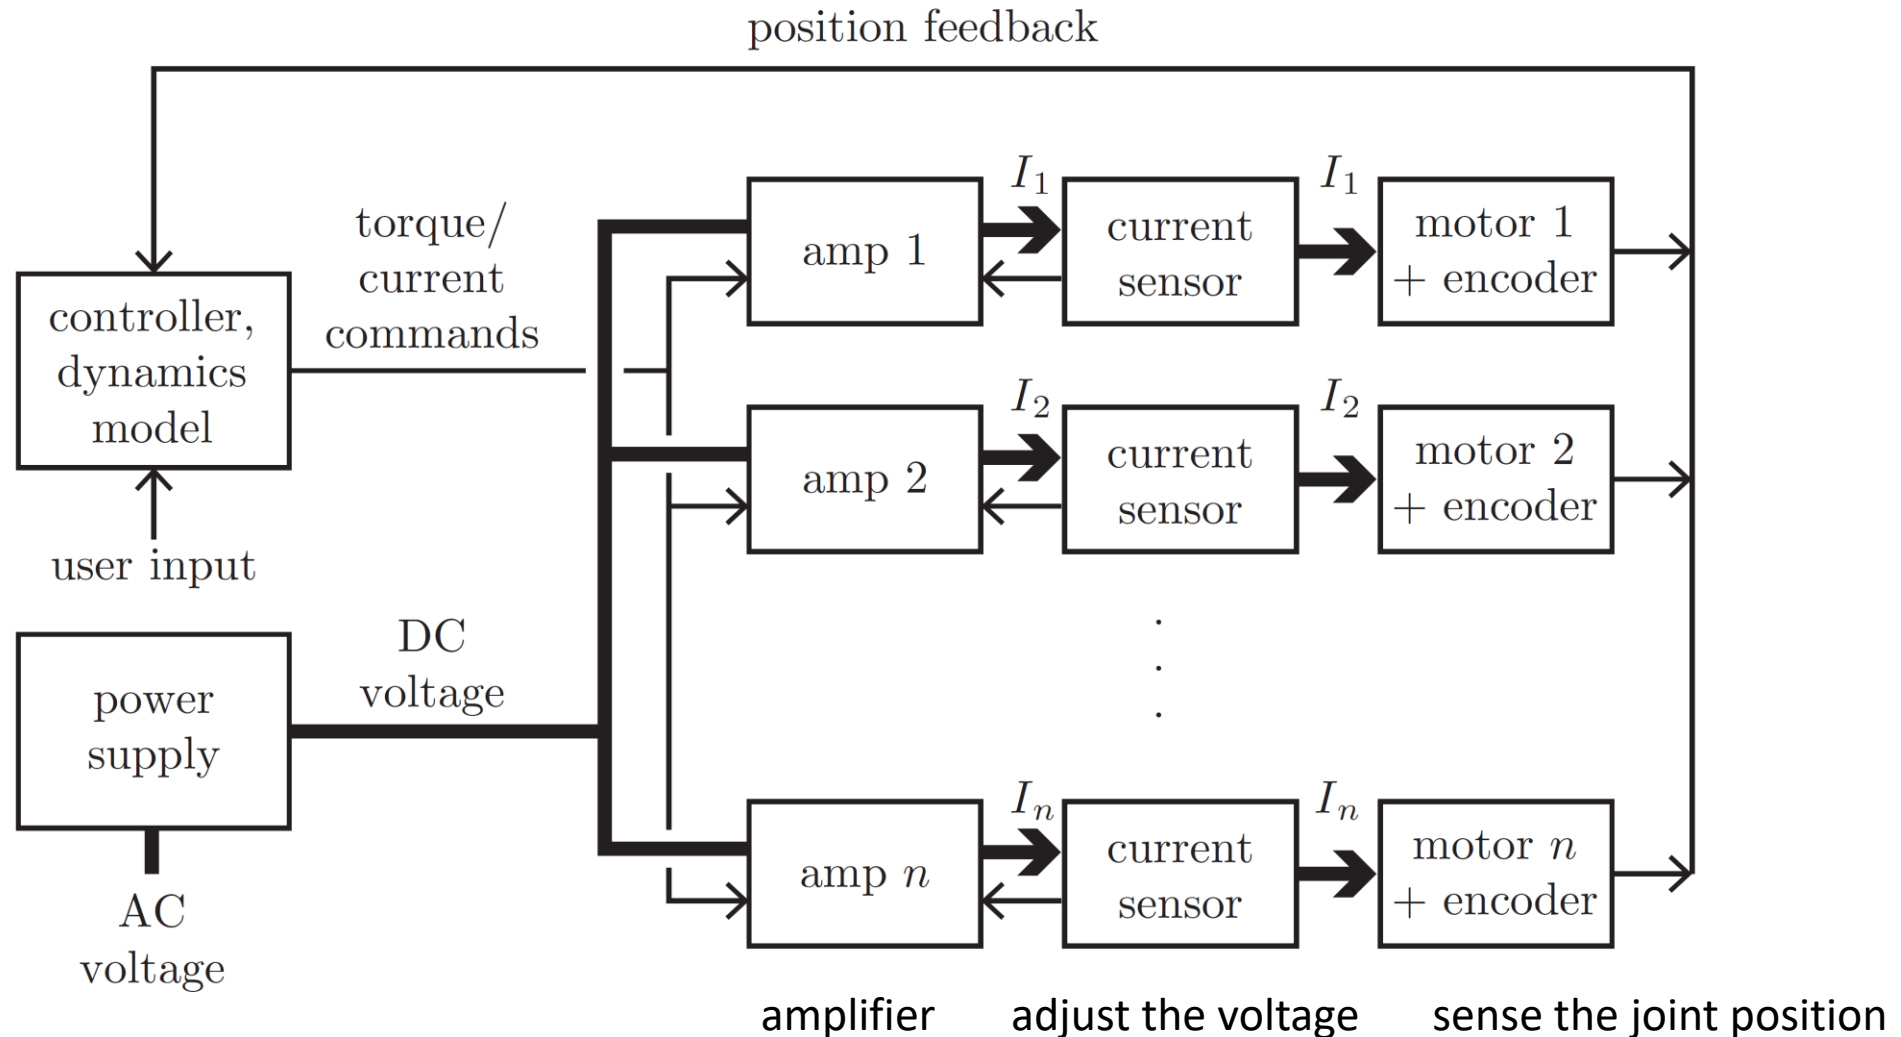 position feedback
torque/
current
commands
controller,
dynamics
model
user input
power
supply
AC
voltage
DC
voltage
amp 1
I₁
current
sensor
I₁
motor 1
+ encoder
amp 2
I₂
current
sensor
I₂
motor 2
+ encoder
amp n
Iₙ
current
sensor
Iₙ
motor n
+ encoder
amplifier
adjust the voltage
sense the joint position